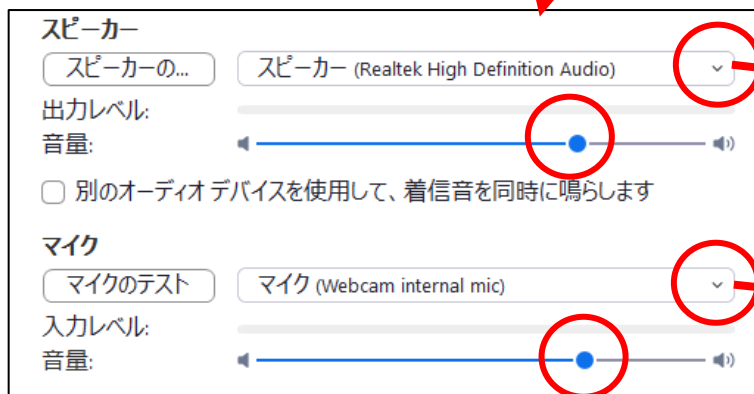 スピーカー
スピーカーの... スピーカー (Realtek High Definition Audio)
出力レベル:
音量:
別のオーディオ デバイスを使用して、着信音を同時に鳴らします
マイク
マイクのテスト マイク (Webcam internal mic)
入力レベル:
音量: